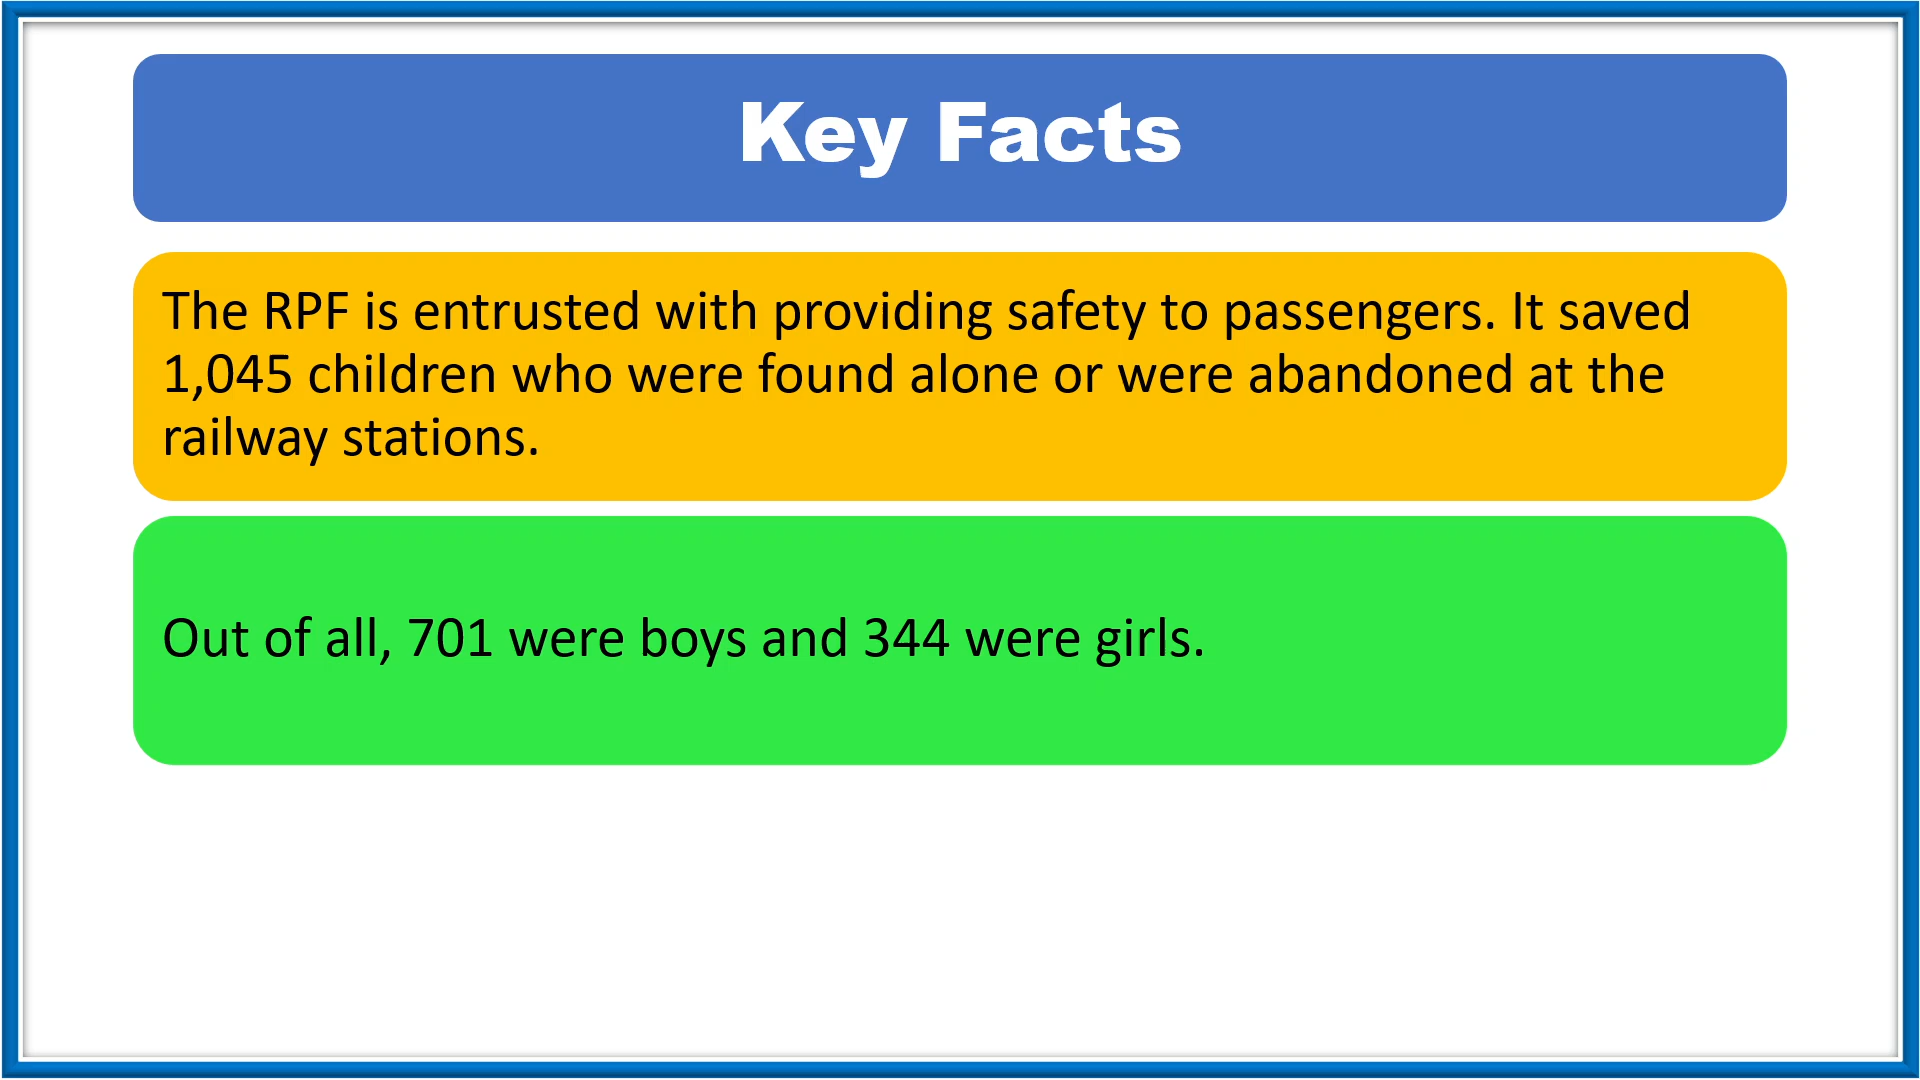 Key Facts
The RPF is entrusted with providing safety to passengers. It saved
1,045 children who were found alone or were abandoned at the
railway stations.
Out of all, 701 were boys and 344 were girls.